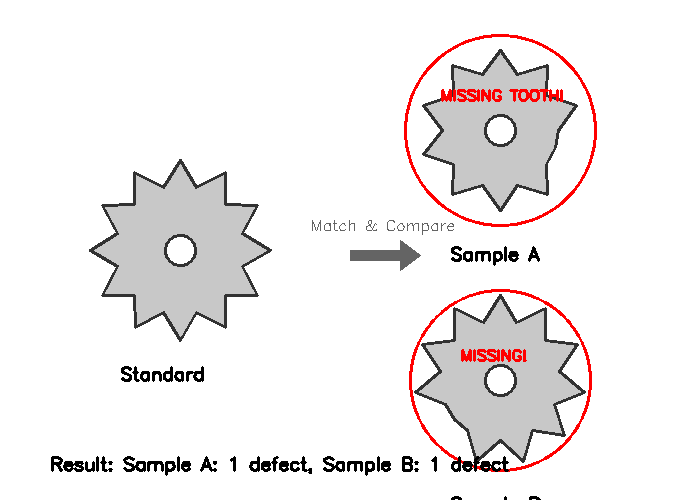 MISSING TOOTH!
Match & Compare
Sample A
MISSING!
Standard
Result: Sample A: 1 defect, Sample B: 1 defect